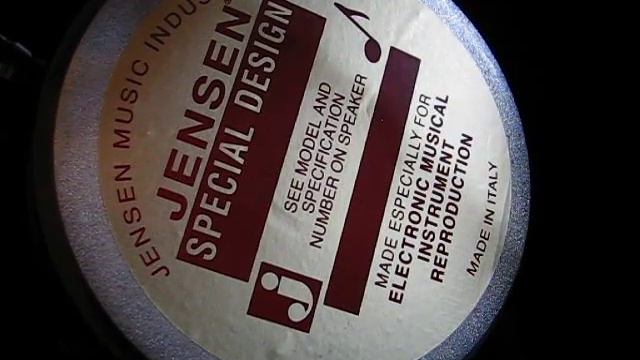 JENSEN MUSIC
JENSEN
SPECIAL DESIGN
SEE MODEL AND
SPECIFICATION
NUMBER ON SPEAKER
j
MADE ESPECIALLY FOR
ELECTRONIC MUSICAL
INSTRUMENT
REPRODUCTION
MADE IN ITALY